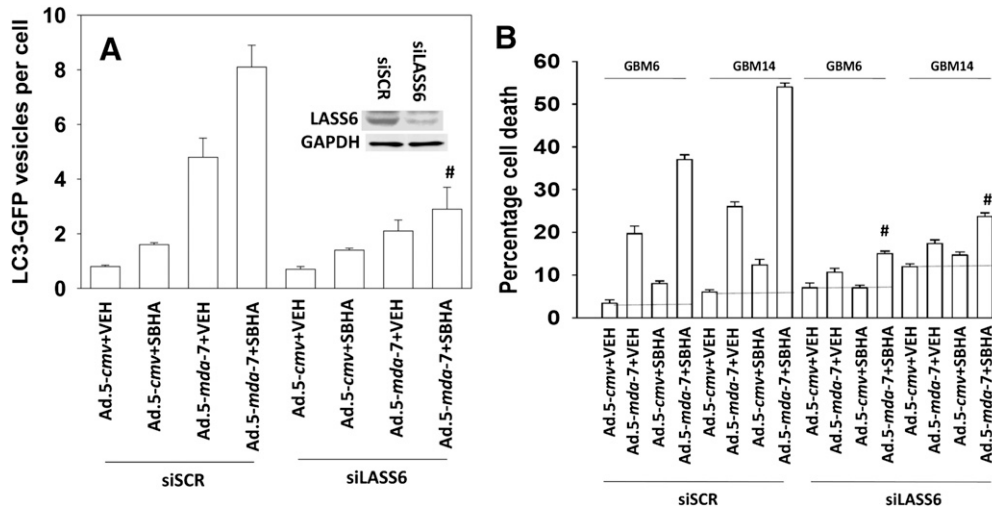 A
LC3-GFP vesicles per cell
10
8
6
4
2
0
siSCR
siLASS6
LASS6
GAPDH
#
Ad.5-cmv+VEH
Ad.5-cmv+SBHA
Ad.5-mda-7+VEH
Ad.5-mda-7+SBHA
Ad.5-cmv+VEH
Ad.5-cmv+SBHA
Ad.5-mda-7+VEH
Ad.5-mda-7+SBHA
siSCR
siLASS6
B
Percentage cell death
60
50
40
30
20
10
0
GBM6
GBM14
GBM6
GBM14
#
#
Ad.5-cmv+VEH
Ad.5-mda-7+VEH
Ad.5-cmv+SBHA
Ad.5-mda-7+SBHA
Ad.5-cmv+VEH
Ad.5-mda-7+VEH
Ad.5-cmv+SBHA
Ad.5-mda-7+SBHA
Ad.5-cmv+VEH
Ad.5-mda-7+VEH
Ad.5-cmv+SBHA
Ad.5-mda-7+SBHA
Ad.5-cmv+VEH
Ad.5-mda-7+VEH
Ad.5-cmv+SBHA
Ad.5-mda-7+SBHA
siSCR
siLASS6